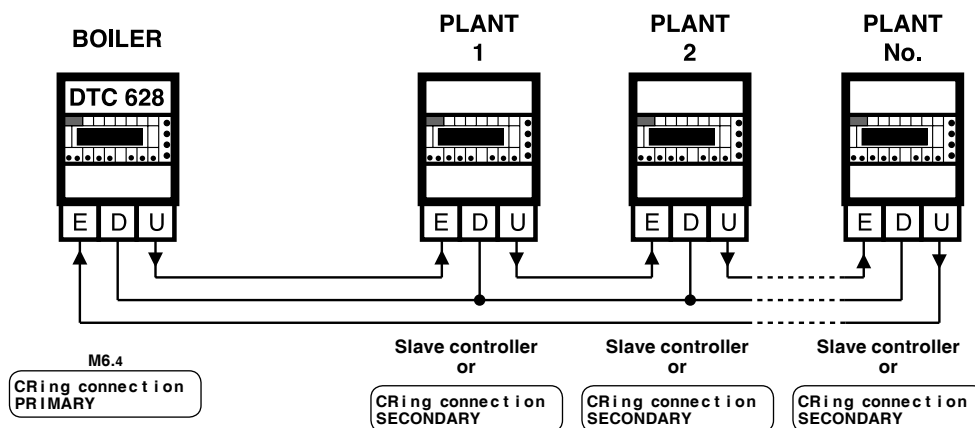 BOILER
PLANT
1
PLANT
2
PLANT
No.
DTC 628
E D U
E D U
E D U
E D U
M6.4
CRing connection
PRIMARY
Slave controller
or
CRing connection
SECONDARY
Slave controller
or
CRing connection
SECONDARY
Slave controller
or
CRing connection
SECONDARY